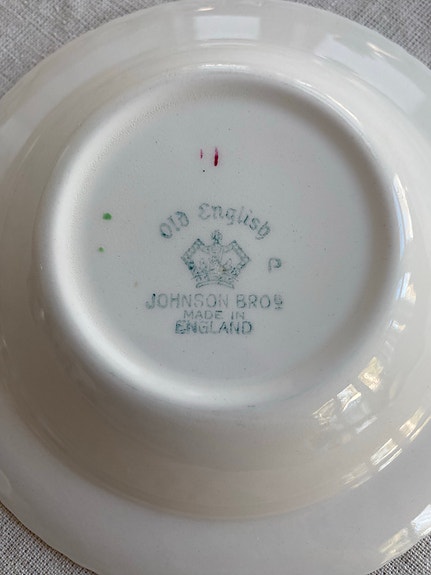 Old English
P
JOHNSON BROS
MADE IN
ENGLAND